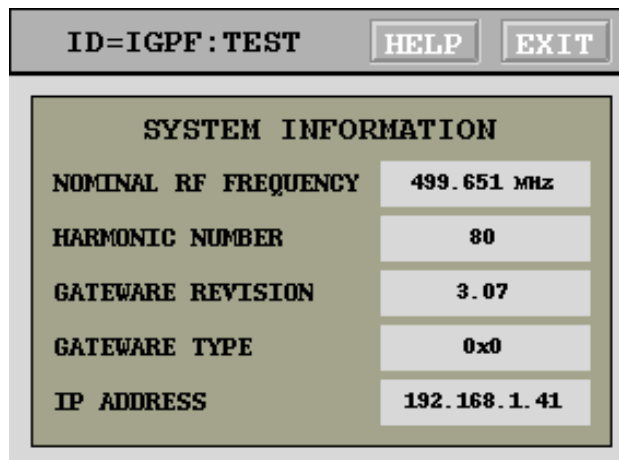 ID=IGPF:TEST HELP EXIT
SYSTEM INFORMATION
NOMINAL RF FREQUENCY 499.651 MHz
HARMONIC NUMBER 80
GATEWARE REVISION 3.07
GATEWARE TYPE 0x0
IP ADDRESS 192.168.1.41